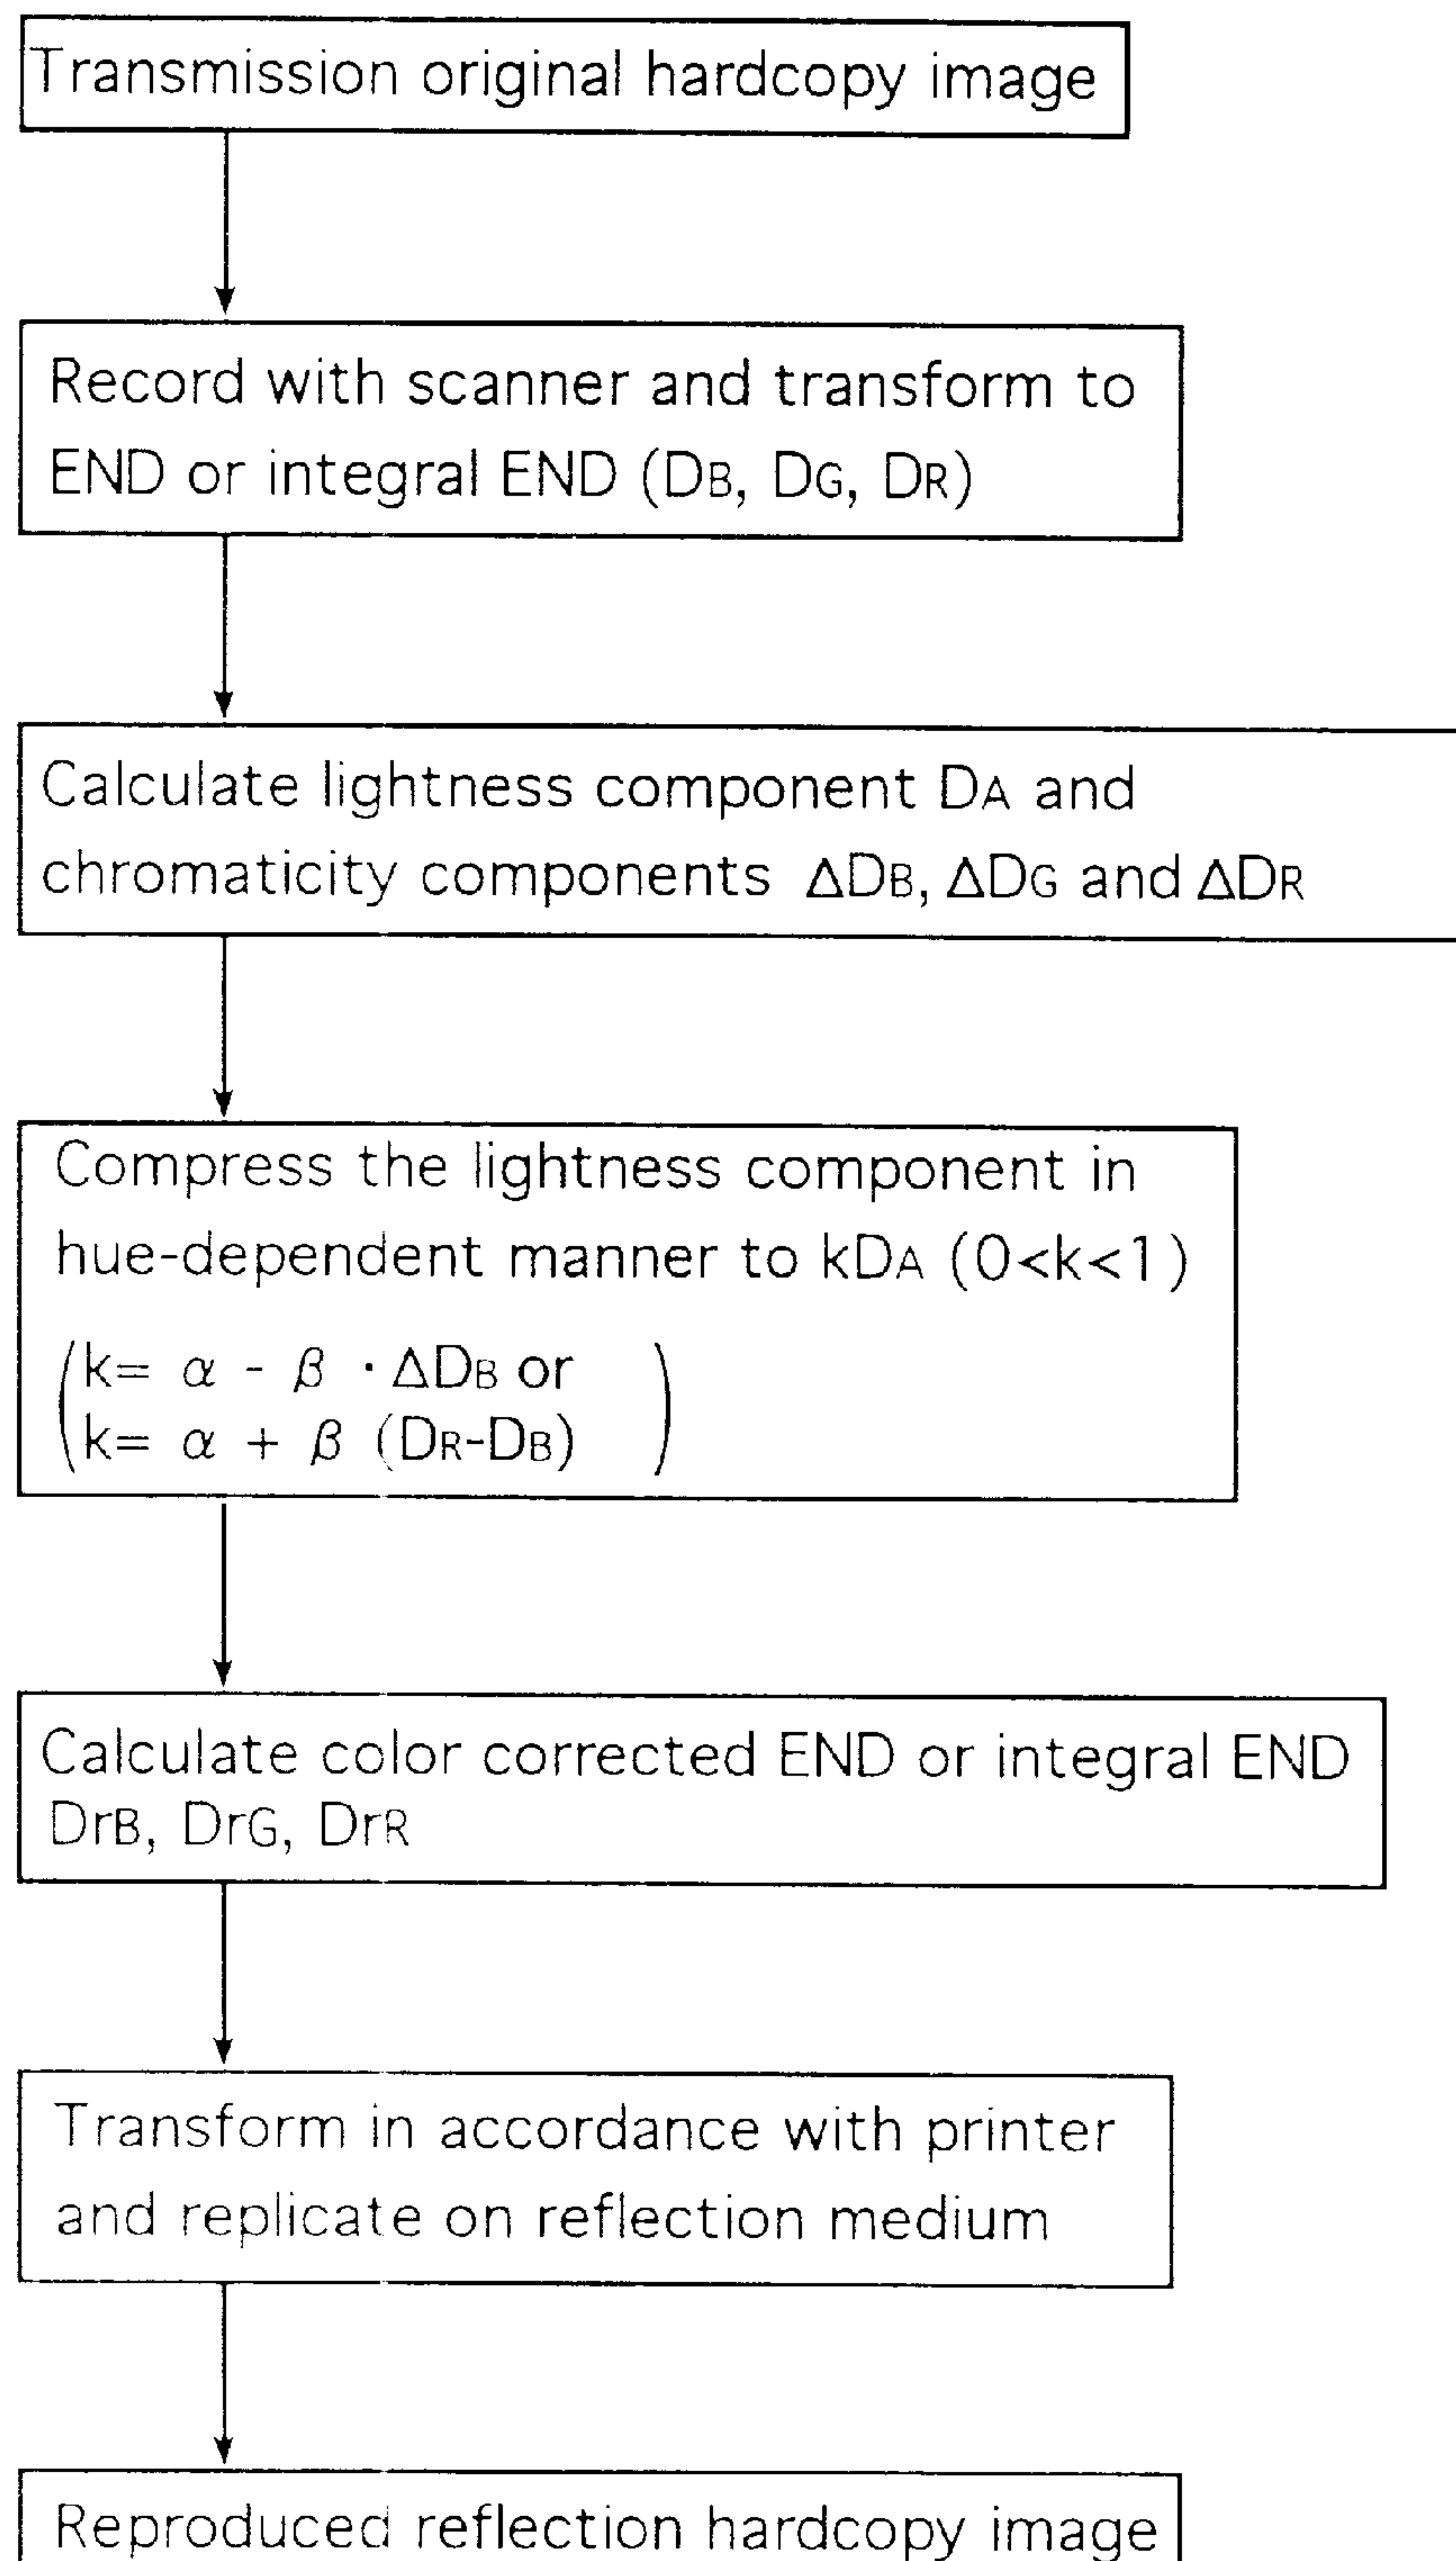 Transmission original hardcopy image
Record with scanner and transform to
END or integral END (DB, DG, DR)
Calculate lightness component DA and
chromaticity components ΔDB, ΔDG and ΔDR
Compress the lightness component in
hue-dependent manner to kDA (0<k<1)
(k= α - β · ΔDB or
k= α + β (DR-DB))
Calculate color corrected END or integral END
DrB, DrG, DrR
Transform in accordance with printer
and replicate on reflection medium
Reproduced reflection hardcopy image